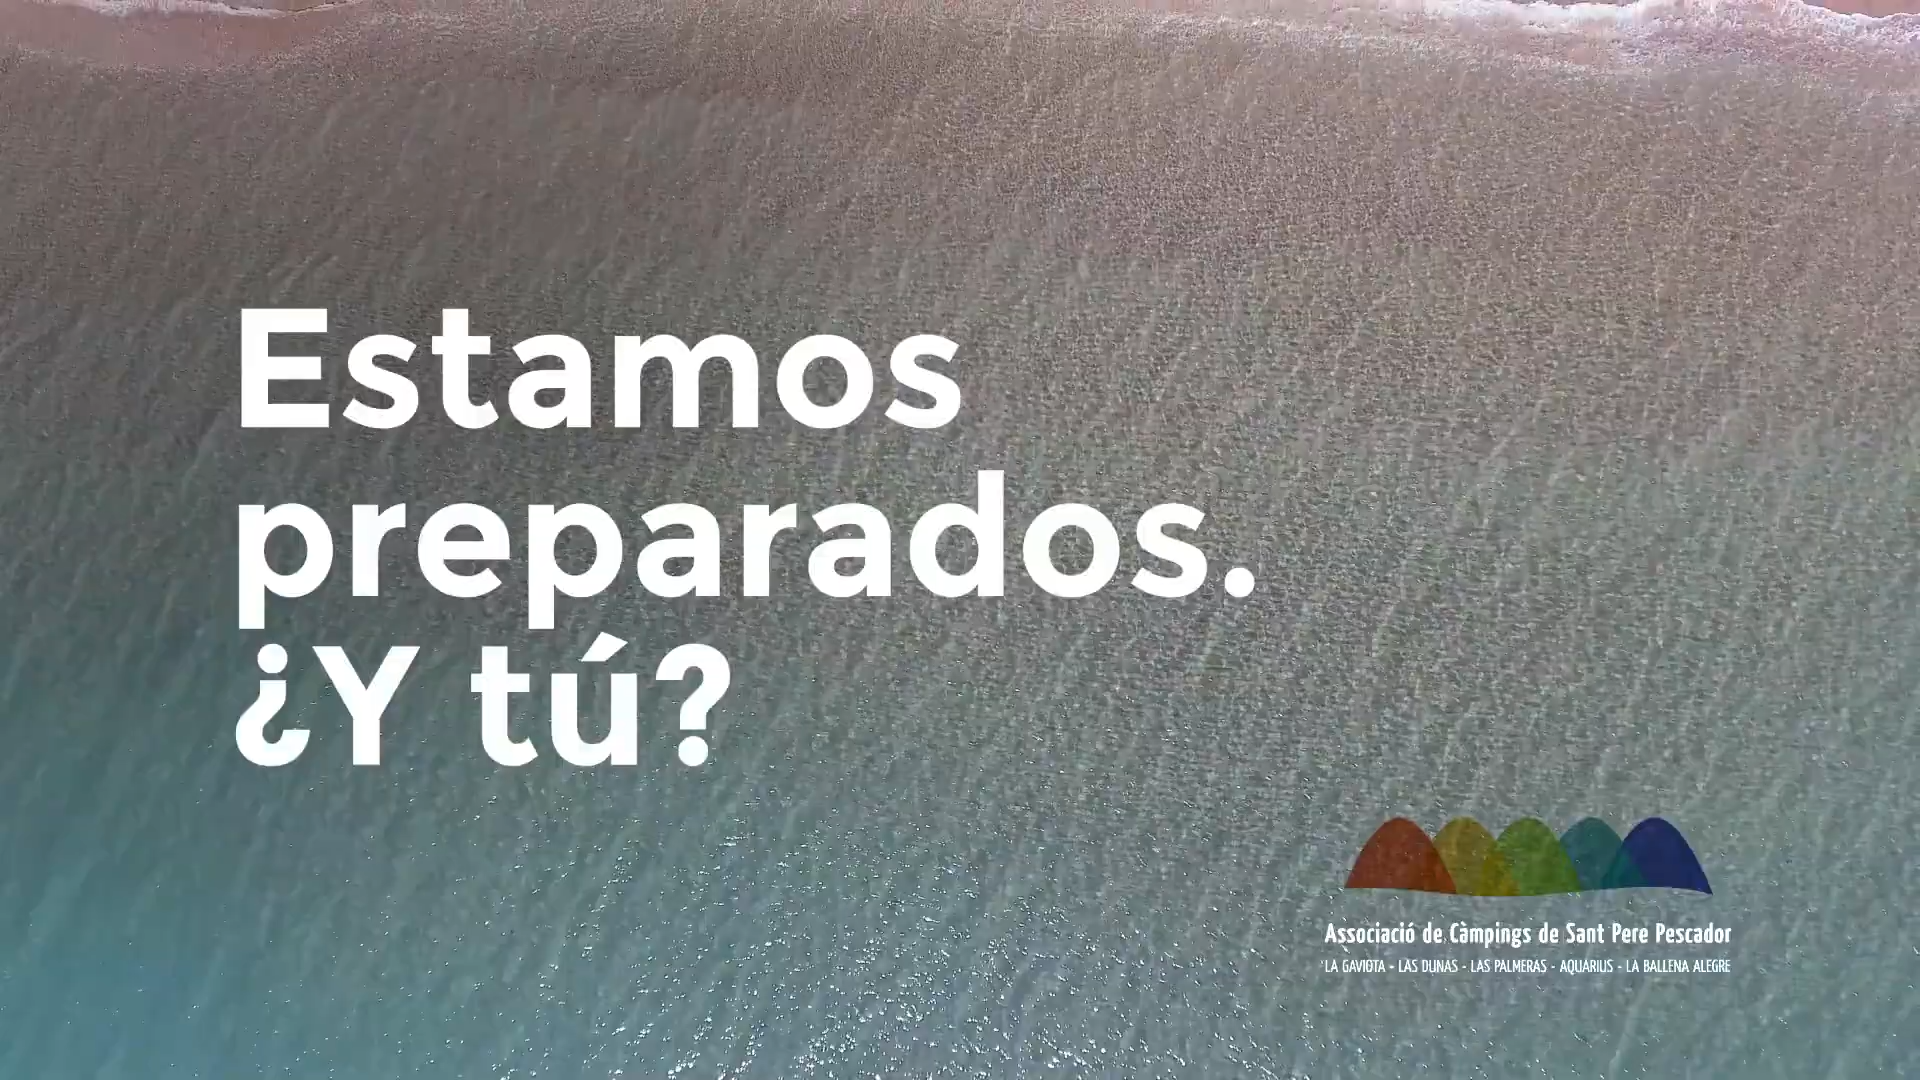 Estamos
preparados.
¿Y tú?
Associació de Càmpings de Sant Pere Pescador
LA GAVIOTA - LAS DUNAS - LAS PALMERAS - AQUARIUS - LA BALLENA ALEGRE